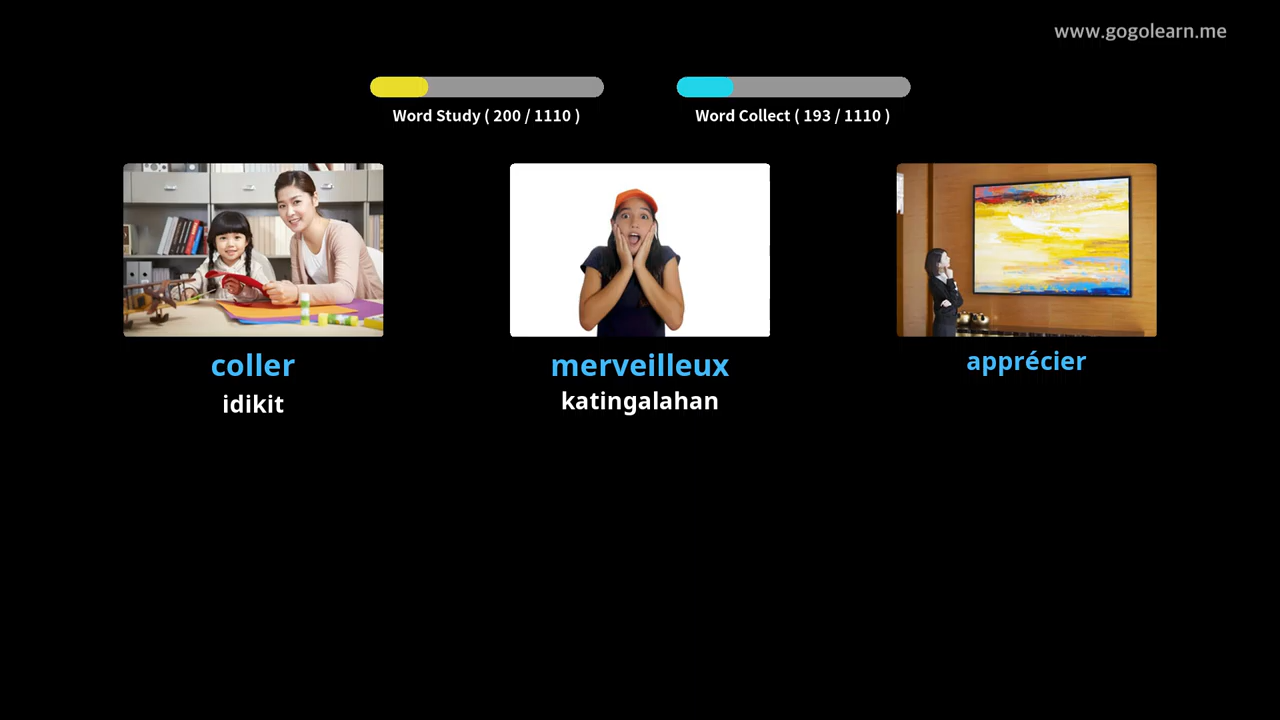 www.gogolearn.me
Word Study ( 200 / 1110 )
Word Collect ( 193 / 1110 )
coller
idikit
merveilleux
katingalahan
apprécier